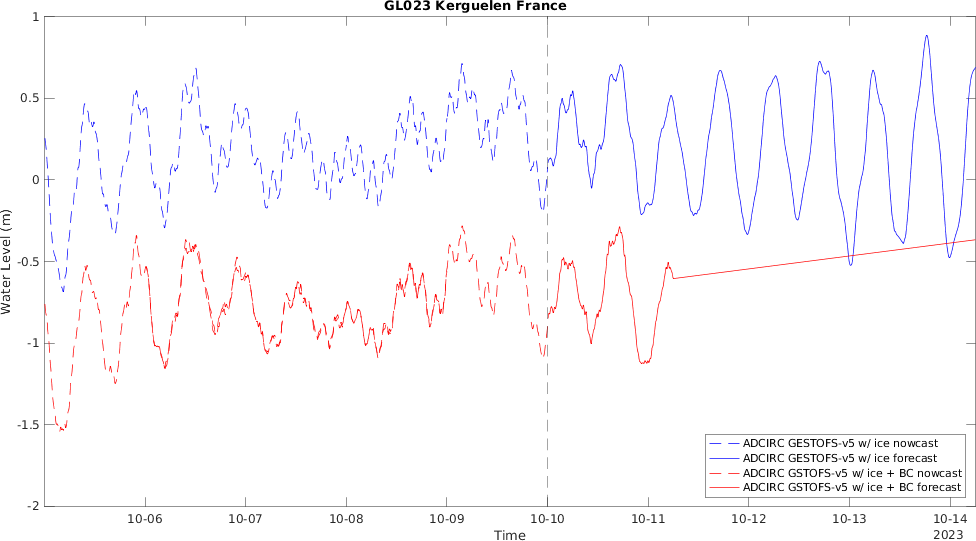 GL023 Kerguelen France
1
0.5
0
-0.5
-1
-1.5
-2
Water Level (m)
10-06
10-07
10-08
10-09
10-10
10-11
10-12
10-13
10-14
2023
Time
ADCIRC GESTOFS-v5 w/ ice nowcast
ADCIRC GESTOFS-v5 w/ ice forecast
ADCIRC GSTOFS-v5 w/ ice + BC nowcast
ADCIRC GSTOFS-v5 w/ ice + BC forecast